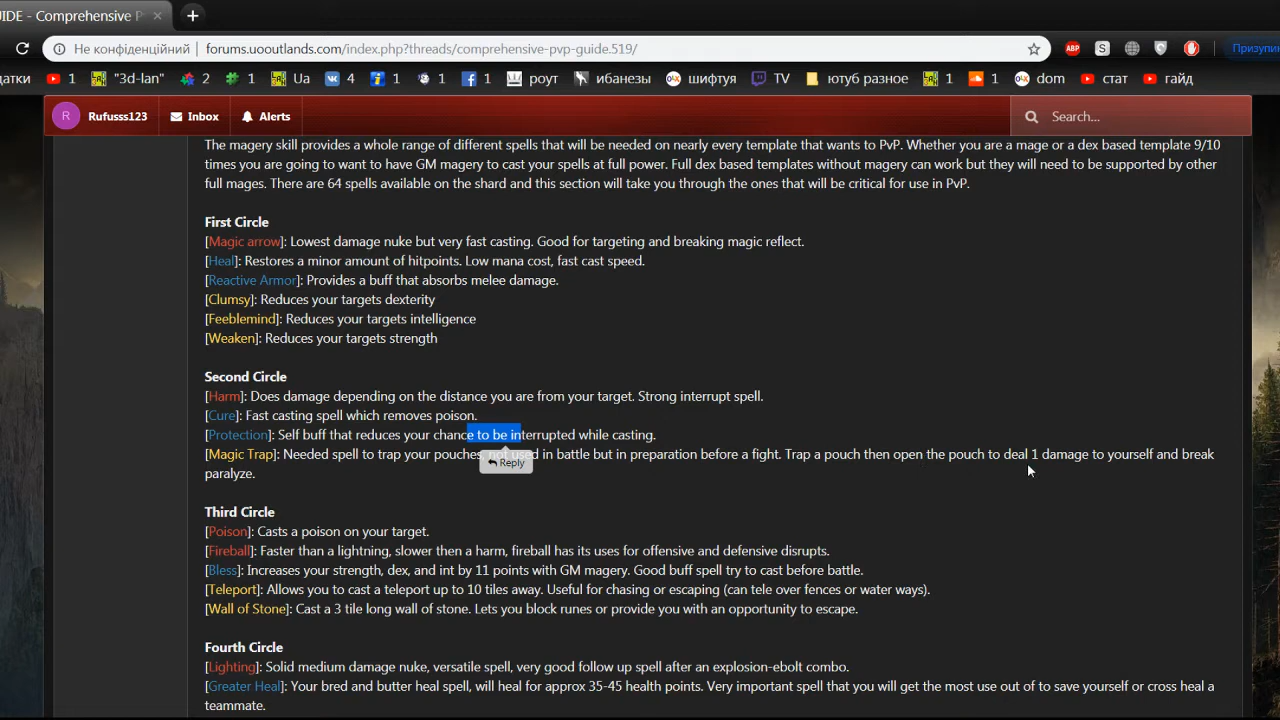 IDE - Comprehensive P
Не конфіденційний forums.uooutlands.com/index.php?threads/comprehensive-pvp-guide.519/ ABP S Призупин
датки 1 "3d-lan" 2 1 Ua 4 1 1 1 роут ибанезы шифтуя TV ютуб разное 1 1 dom стат гайд
R Rufusss123 Inbox Alerts Search...
The magery skill provides a whole range of different spells that will be needed on nearly every template that wants to PvP. Whether you are a mage or a dex based template 9/10
times you are going to want to have GM magery to cast your spells at full power. Full dex based templates without magery can work but they will need to be supported by other
full mages. There are 64 spells available on the shard and this section will take you through the ones that will be critical for use in PvP.
First Circle
[Magic arrow]: Lowest damage nuke but very fast casting. Good for targeting and breaking magic reflect.
[Heal]: Restores a minor amount of hitpoints. Low mana cost, fast cast speed.
[Reactive Armor]: Provides a buff that absorbs melee damage.
[Clumsy]: Reduces your targets dexterity
[Feeblemind]: Reduces your targets intelligence
[Weaken]: Reduces your targets strength
Second Circle
[Harm]: Does damage depending on the distance you are from your target. Strong interrupt spell.
[Cure]: Fast casting spell which removes poison.
[Protection]: Self buff that reduces your chance to be interrupted while casting.
[Magic Trap]: Needed spell to trap your pouches, not used in battle but in preparation before a fight. Trap a pouch then open the pouch to deal 1 damage to yourself and break
Reply
paralyze.
Third Circle
[Poison]: Casts a poison on your target.
[Fireball]: Faster than a lightning, slower then a harm, fireball has its uses for offensive and defensive disrupts.
[Bless]: Increases your strength, dex, and int by 11 points with GM magery. Good buff spell try to cast before battle.
[Teleport]: Allows you to cast a teleport up to 10 tiles away. Useful for chasing or escaping (can tele over fences or water ways).
[Wall of Stone]: Cast a 3 tile long wall of stone. Lets you block runes or provide you with an opportunity to escape.
Fourth Circle
[Lighting]: Solid medium damage nuke, versatile spell, very good follow up spell after an explosion-ebolt combo.
[Greater Heal]: Your bred and butter heal spell, will heal for approx 35-45 health points. Very important spell that you will get the most use out of to save yourself or cross heal a
teammate.